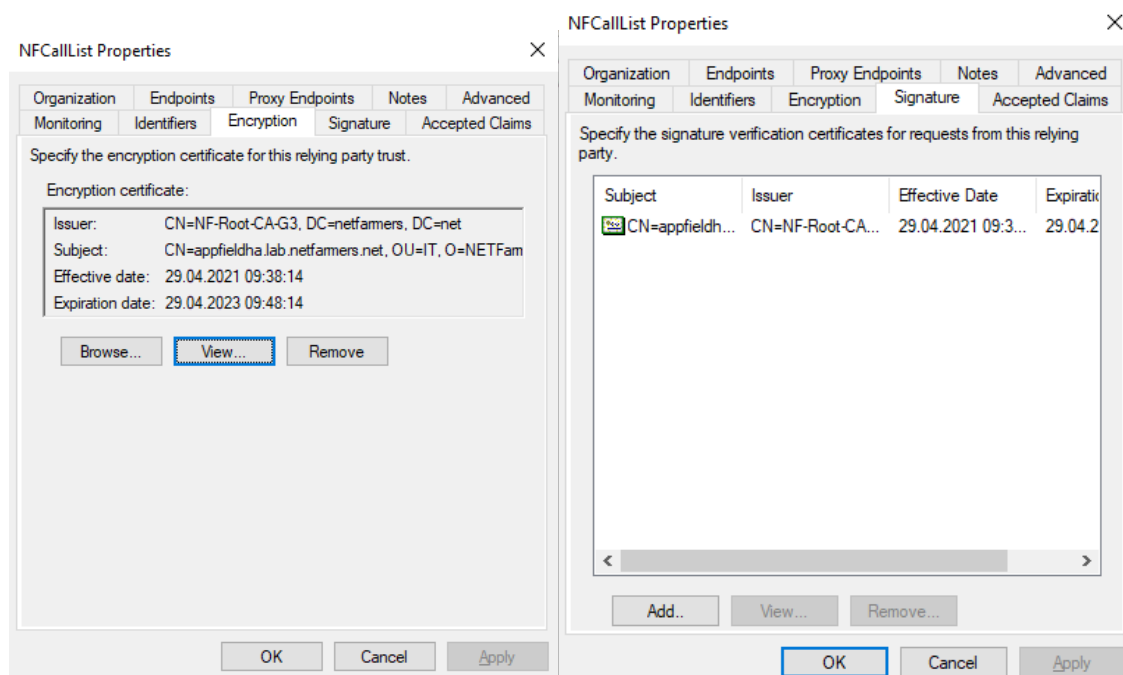 NFCallList Properties
Organization Endpoints Proxy Endpoints Notes Advanced
Monitoring Identifiers Encryption Signature Accepted Claims
Specify the encryption certificate for this relying party trust.
Encryption certificate:
Issuer: CN=NF-Root-CA-G3, DC=netfarmers, DC=net
Subject: CN=appfieldha.lab.netfarmers.net, OU=IT, O=NETFarm
Effective date: 29.04.2021 09:38:14
Expiration date: 29.04.2023 09:48:14
Browse... View... Remove
OK Cancel Apply
NFCallList Properties
Organization Endpoints Proxy Endpoints Notes Advanced
Monitoring Identifiers Encryption Signature Accepted Claims
Specify the signature verification certificates for requests from this relying
party.
Subject Issuer Effective Date Expiratic
CN=appfieldh... CN=NF-Root-CA... 29.04.2021 09:3... 29.04.2
Add.. View... Remove...
OK Cancel Apply